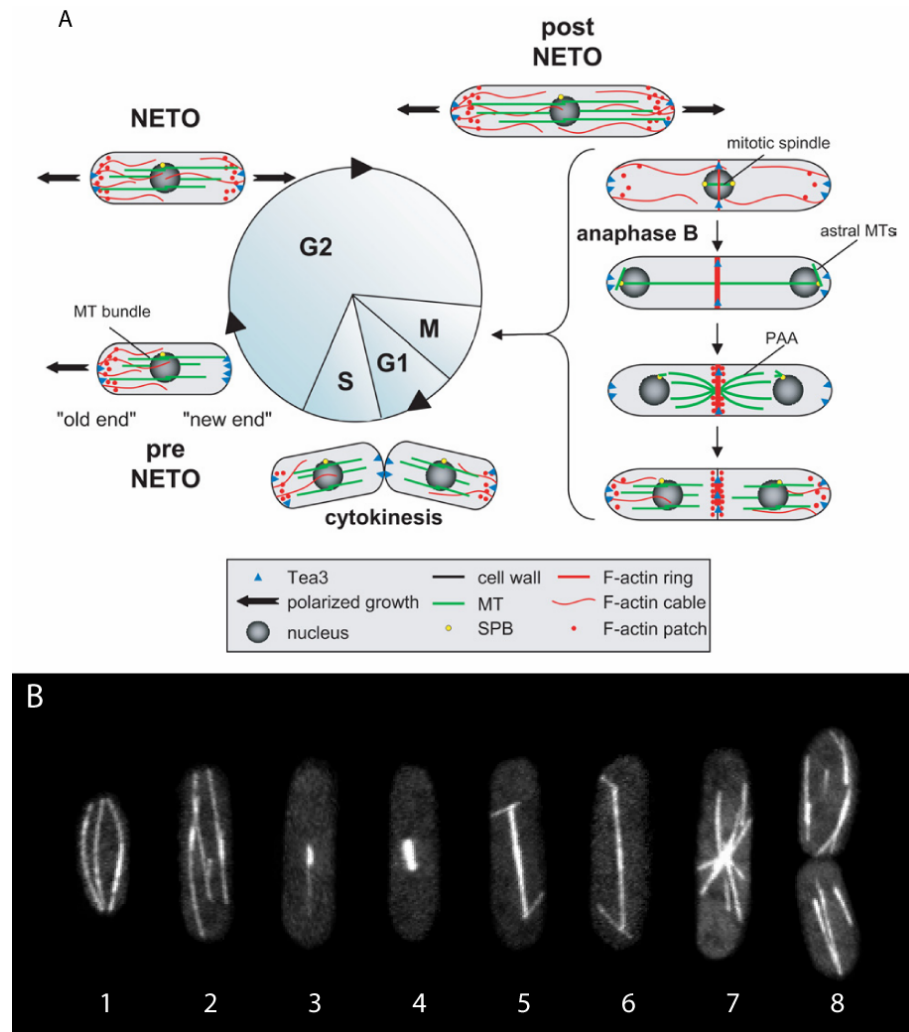 A
post
NETO
NETO
mitotic spindle
G2
anaphase B
astral MTs
MT bundle
M
PAA
G1
S
"old end"
"new end"
pre
NETO
cytokinesis
Tea3
cell wall
F-actin ring
polarized growth
MT
F-actin cable
nucleus
SPB
F-actin patch
B
1 2 3 4 5 6 7 8